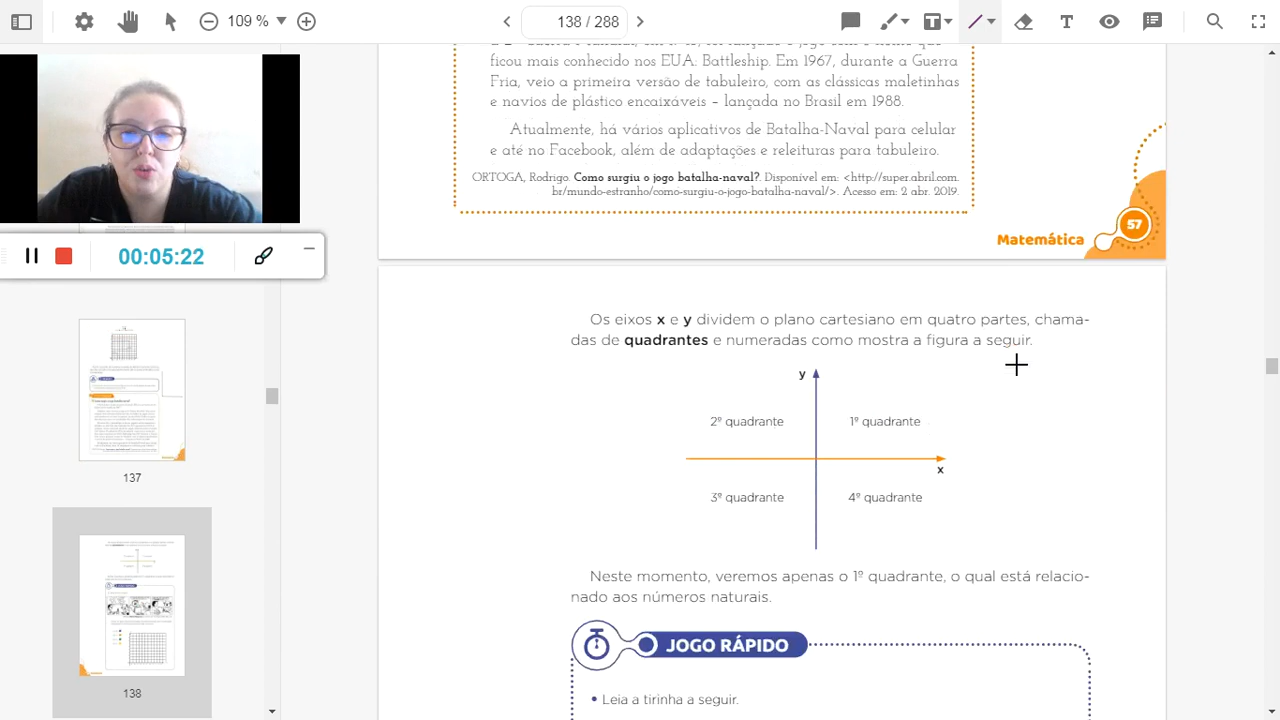 109 %
138 / 288
ficou mais conhecido nos EUA: Battleship. Em 1967, durante a Guerra
Fria, veio a primeira versão de tabuleiro, com as clássicas maletinhas
e navios de plástico encaixáveis – lançada no Brasil em 1988.
Atualmente, há vários aplicativos de Batalha-Naval para celular
e até no Facebook, além de adaptações e releituras para tabuleiro.
ORTOGA, Rodrigo. Como surgiu o jogo batalha-naval?. Disponível em: <http://super.abril.com.
br/mundo-estranho/como-surgiu-o-jogo-batalha-naval/>. Acesso em: 2 abr. 2019.
Matemática 57
00:05:22
137
138
Os eixos x e y dividem o plano cartesiano em quatro partes, chama-
das de quadrantes e numeradas como mostra a figura a seguir.
y
2º quadrante 1º quadrante
x
3º quadrante 4º quadrante
Neste momento, veremos apenas o 1º quadrante, o qual está relacio-
nado aos números naturais.
JOGO RÁPIDO
• Leia a tirinha a seguir.